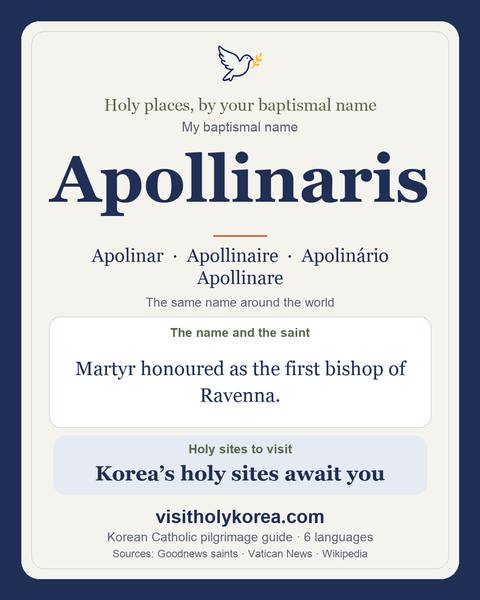 Holy places, by your baptismal name
My baptismal name
Apollinaris
Apolinar · Apollinaire · Apolinário
Apollinare
The same name around the world
The name and the saint
Martyr honoured as the first bishop of
Ravenna.
Holy sites to visit
Korea’s holy sites await you
visitholykorea.com
Korean Catholic pilgrimage guide · 6 languages
Sources: Goodnews saints · Vatican News · Wikipedia